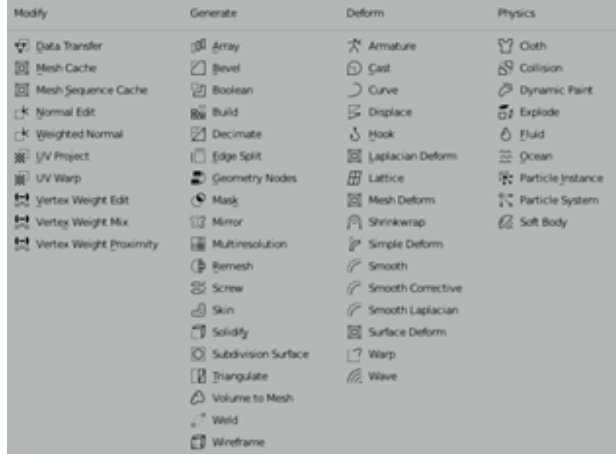 Modify
Data Transfer
Mesh Cache
Mesh Sequence Cache
Normal Edit
Weighted Normal
UV Project
UV Warp
Vertex Weight Edit
Vertex Weight Mix
Vertex Weight Proximity
Generate
Array
Bevel
Boolean
Build
Decimate
Edge Split
Geometry Nodes
Mask
Mirror
Multiresolution
Remesh
Screw
Skin
Solidify
Subdivision Surface
Triangulate
Volume to Mesh
Weld
Wireframe
Deform
Armature
Cast
Curve
Displace
Hook
Laplacian Deform
Lattice
Mesh Deform
Shrinkwrap
Simple Deform
Smooth
Smooth Corrective
Smooth Laplacian
Surface Deform
Warp
Wave
Physics
Cloth
Collision
Dynamic Paint
Explode
Fluid
Ocean
Particle Instance
Particle System
Soft Body